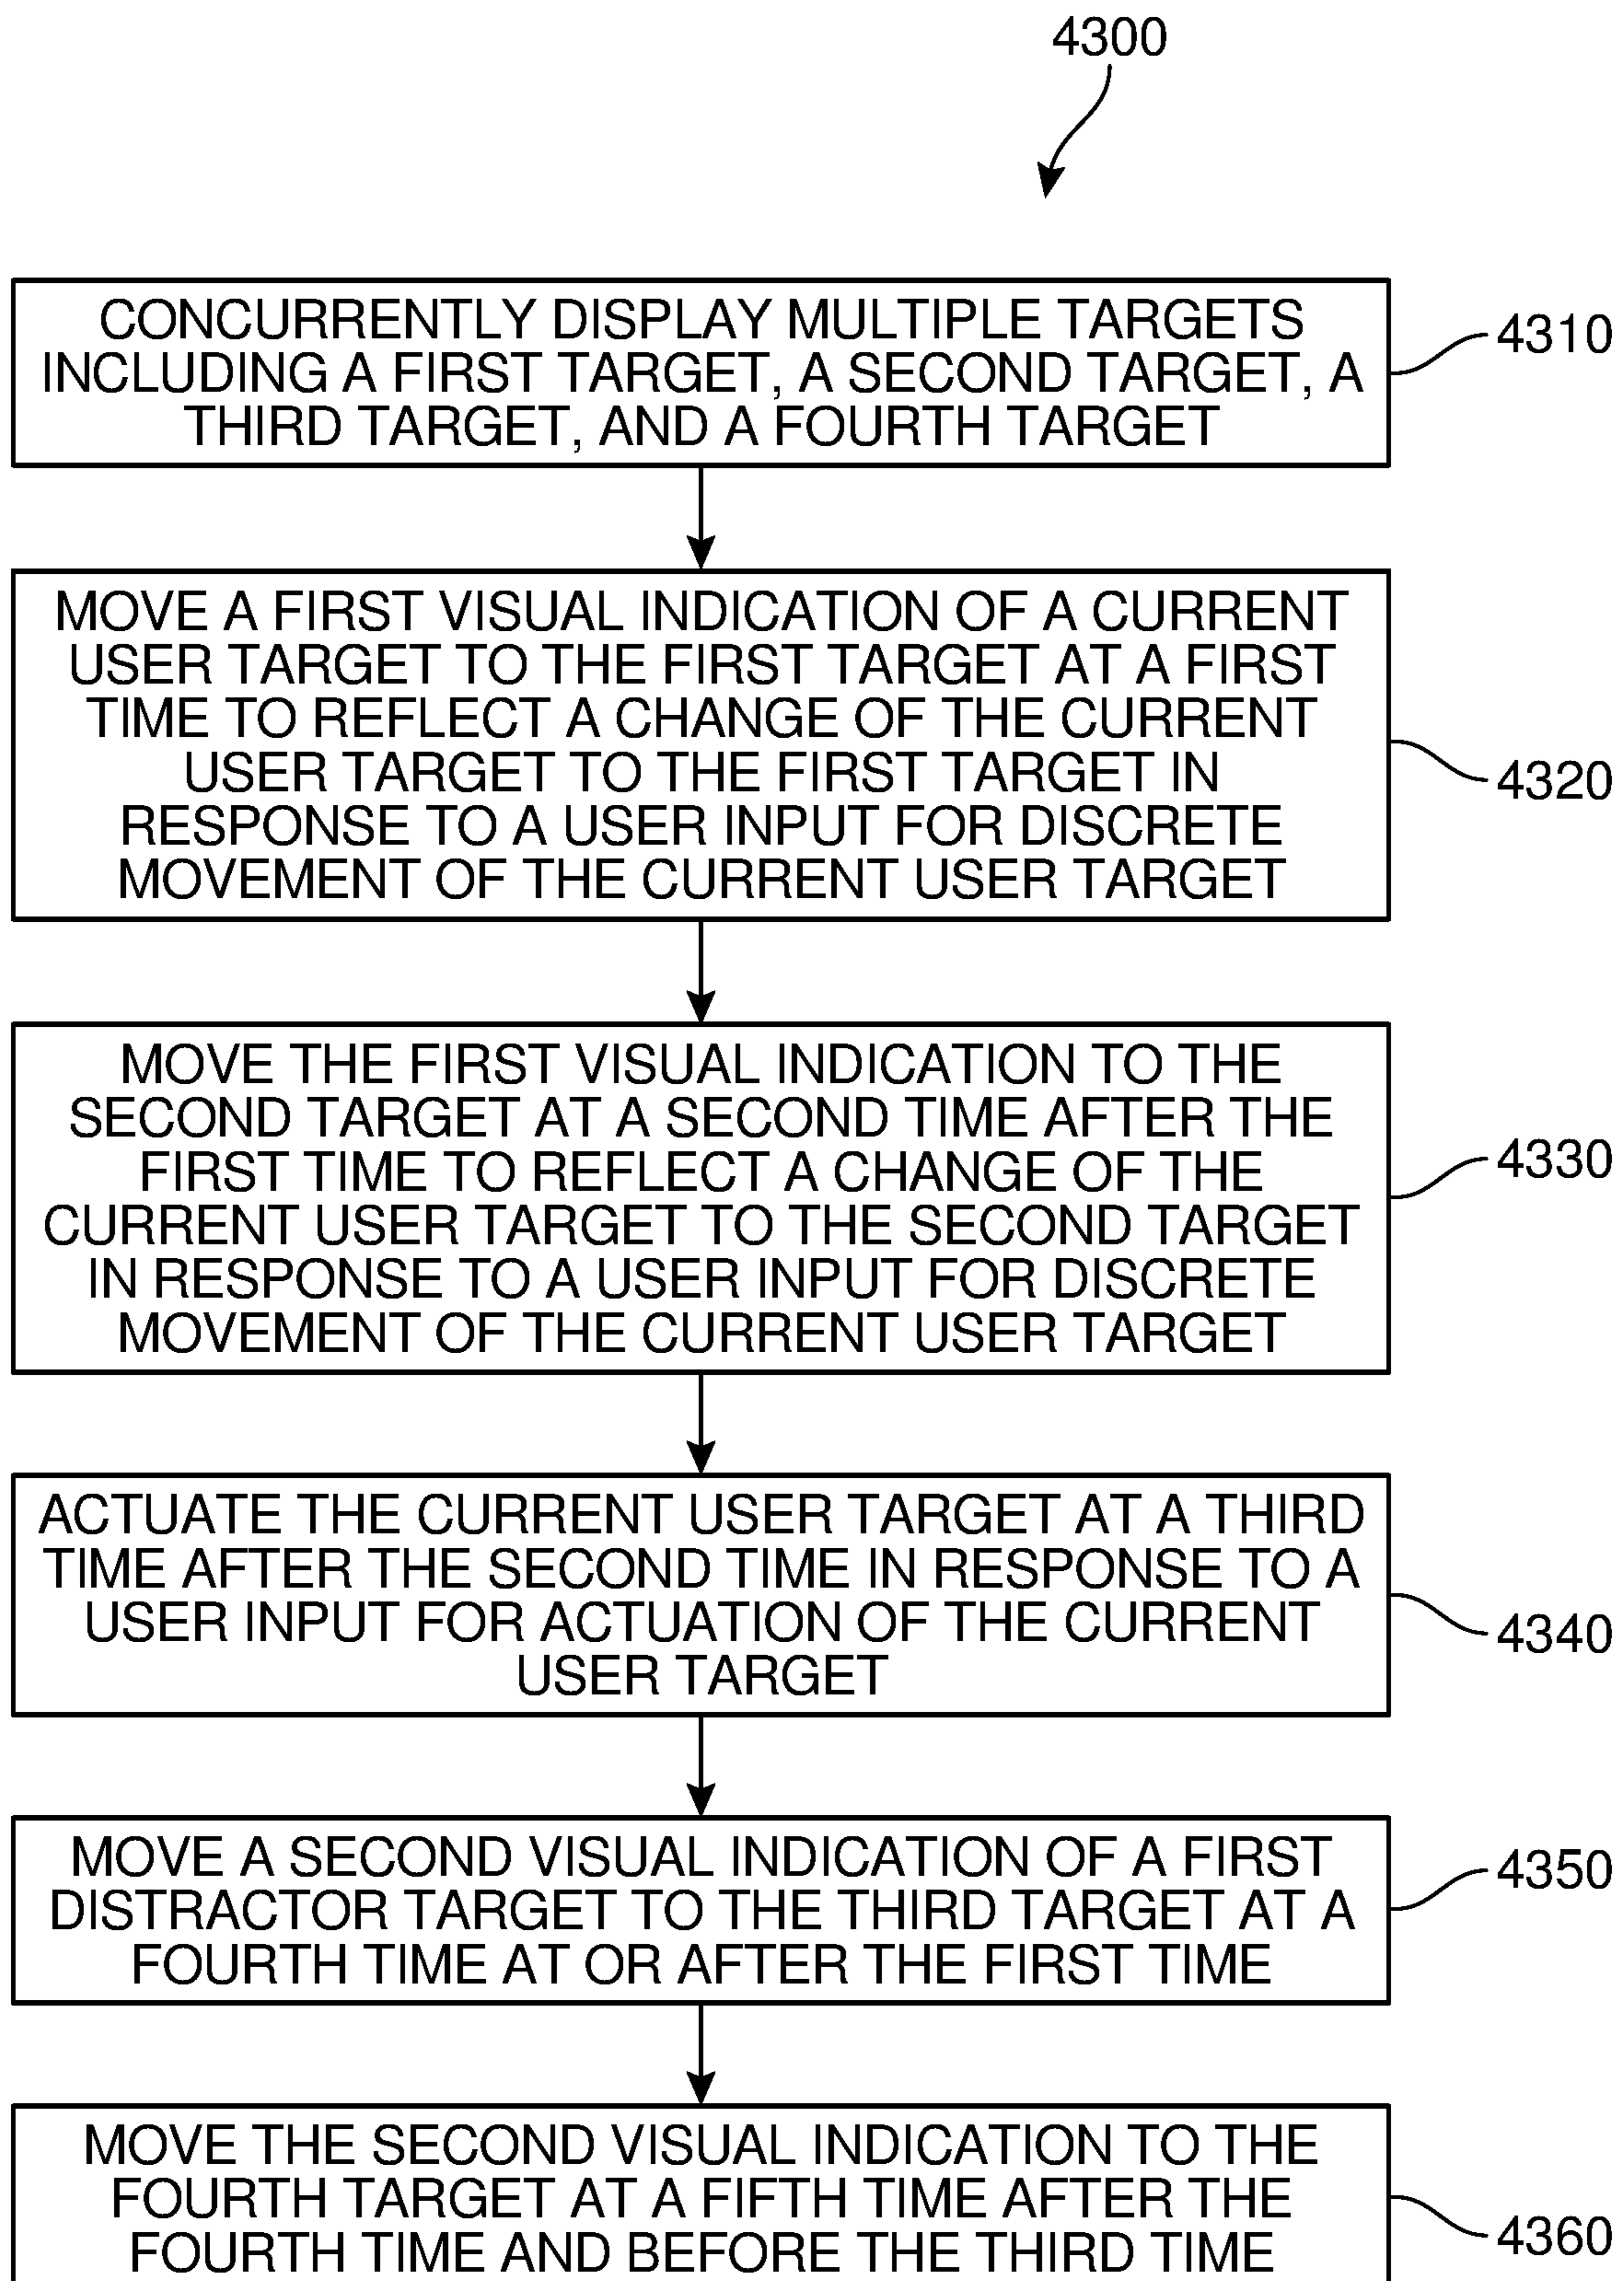 4300
CONCURRENTLY DISPLAY MULTIPLE TARGETS
INCLUDING A FIRST TARGET, A SECOND TARGET, A
THIRD TARGET, AND A FOURTH TARGET
4310
MOVE A FIRST VISUAL INDICATION OF A CURRENT
USER TARGET TO THE FIRST TARGET AT A FIRST
TIME TO REFLECT A CHANGE OF THE CURRENT
USER TARGET TO THE FIRST TARGET IN
RESPONSE TO A USER INPUT FOR DISCRETE
MOVEMENT OF THE CURRENT USER TARGET
4320
MOVE THE FIRST VISUAL INDICATION TO THE
SECOND TARGET AT A SECOND TIME AFTER THE
FIRST TIME TO REFLECT A CHANGE OF THE
CURRENT USER TARGET TO THE SECOND TARGET
IN RESPONSE TO A USER INPUT FOR DISCRETE
MOVEMENT OF THE CURRENT USER TARGET
4330
ACTUATE THE CURRENT USER TARGET AT A THIRD
TIME AFTER THE SECOND TIME IN RESPONSE TO A
USER INPUT FOR ACTUATION OF THE CURRENT
USER TARGET
4340
MOVE A SECOND VISUAL INDICATION OF A FIRST
DISTRACTOR TARGET TO THE THIRD TARGET AT A
FOURTH TIME AT OR AFTER THE FIRST TIME
4350
MOVE THE SECOND VISUAL INDICATION TO THE
FOURTH TARGET AT A FIFTH TIME AFTER THE
FOURTH TIME AND BEFORE THE THIRD TIME
4360